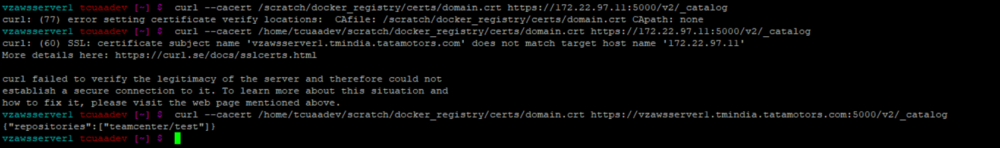 vzawsserver1 tcuaadev [~] $  curl --cacert /scratch/docker_registry/certs/domain.crt https://172.22.97.11:5000/v2/_catalog
curl: (77) error setting certificate verify locations:  CAfile: /scratch/docker_registry/certs/domain.crt CApath: none
vzawsserver1 tcuaadev [~] $  curl --cacert /home/tcuaadev/scratch/docker_registry/certs/domain.crt https://172.22.97.11:5000/v2/_catalog
curl: (60) SSL: certificate subject name 'vzawsserver1.tmindia.tatamotors.com' does not match target host name '172.22.97.11'
More details here: https://curl.se/docs/sslcerts.html

curl failed to verify the legitimacy of the server and therefore could not
establish a secure connection to it. To learn more about this situation and
how to fix it, please visit the web page mentioned above.
vzawsserver1 tcuaadev [~] $  curl --cacert /home/tcuaadev/scratch/docker_registry/certs/domain.crt https://vzawsserver1.tmindia.tatamotors.com:5000/v2/_catalog
{"repositories":["teamcenter/test"]}
vzawsserver1 tcuaadev [~] $